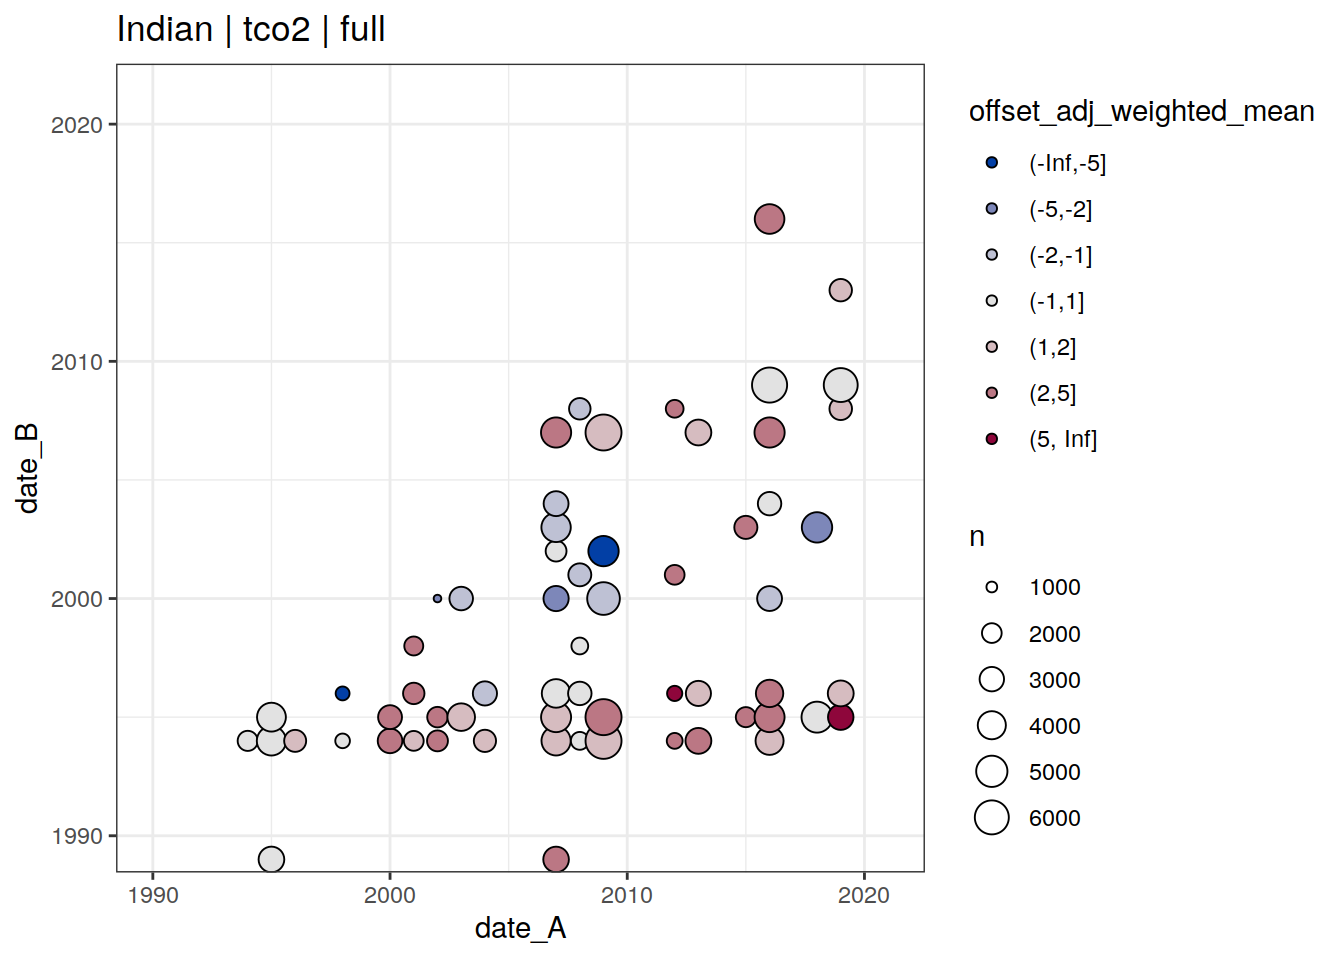 Indian | tco2 | full
2020
2010
2000
1990
date_B
1990
2000
2010
2020
date_A
offset_adj_weighted_mean
(-Inf,-5]
(-5,-2]
(-2,-1]
(-1,1]
(1,2]
(2,5]
(5, Inf]
n
1000
2000
3000
4000
5000
6000